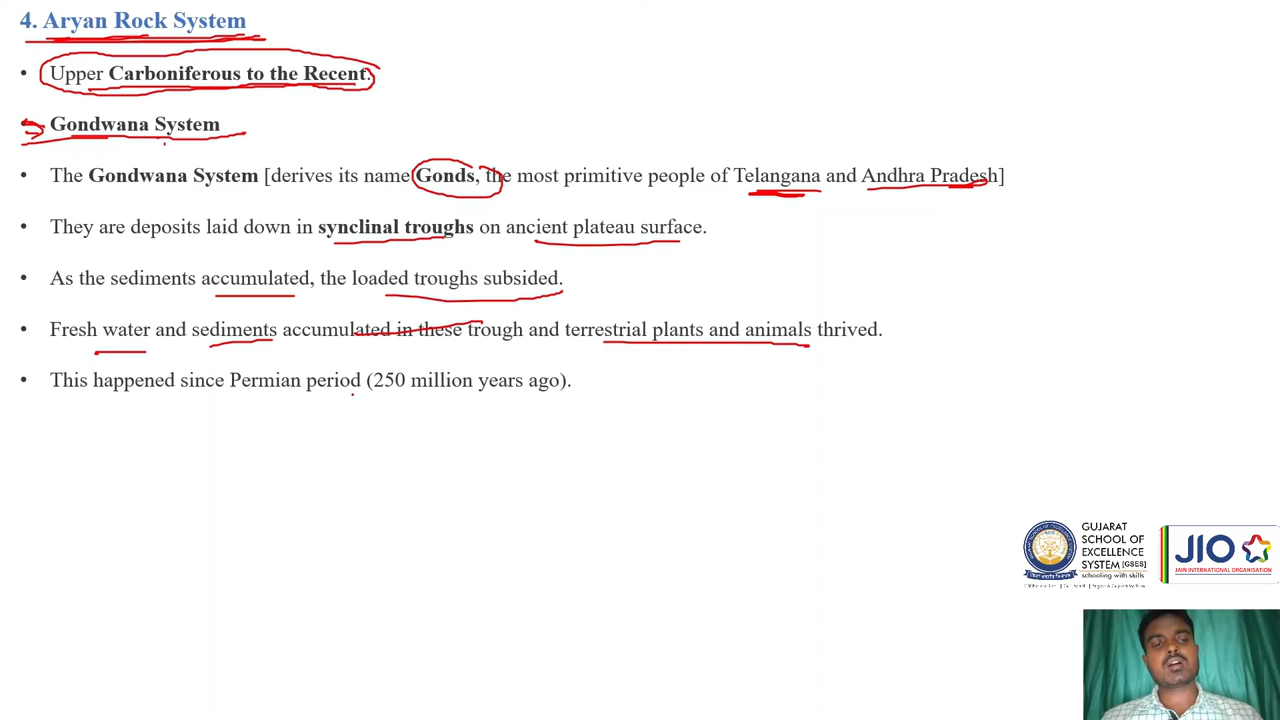 4. Aryan Rock System
• Upper Carboniferous to the Recent.
Gondwana System
• The Gondwana System [derives its name Gonds, the most primitive people of Telangana and Andhra Pradesh]
• They are deposits laid down in synclinal troughs on ancient plateau surface.
• As the sediments accumulated, the loaded troughs subsided.
• Fresh water and sediments accumulated in these trough and terrestrial plants and animals thrived.
• This happened since Permian period (250 million years ago).
GUJARAT
SCHOOL OF
EXCELLENCE
SYSTEM [GSES]
schooling with skills
JIO
JAIN INTERNATIONAL ORGANISATION